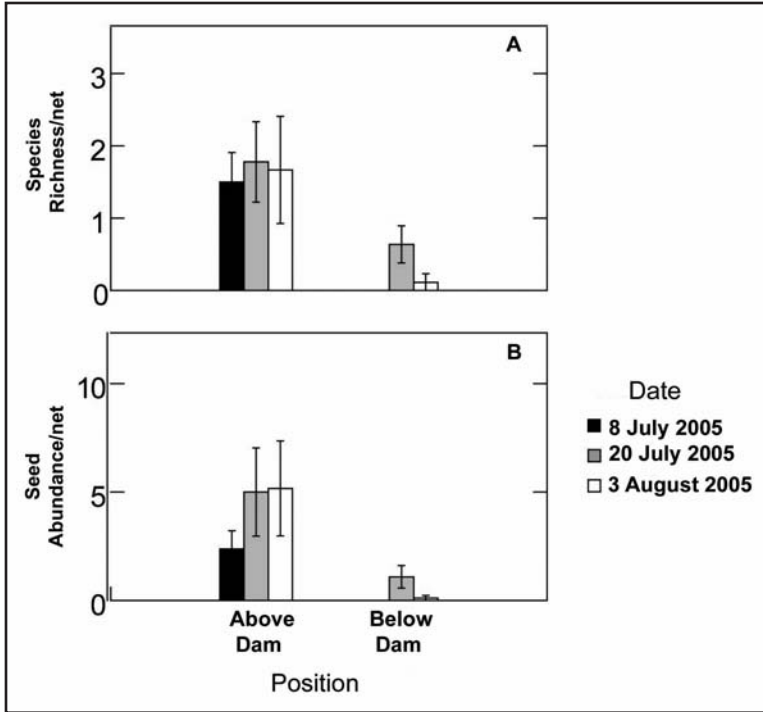 A
3
2
1
0
Species
Richness/net
B
10
5
0
Seed
Abundance/net
Above
Dam
Below
Dam
Position
Date
8 July 2005
20 July 2005
3 August 2005